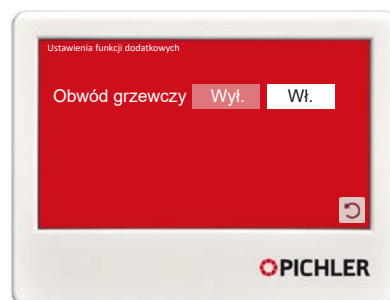 Ustawienia funkcji dodatkowych
Obwód grzewczy Wył. Wł.
PICHLER